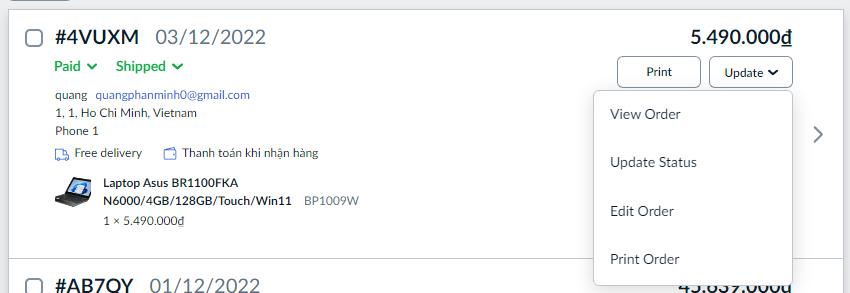 #4VUXM 03/12/2022
5.490.000₫
Paid Shipped
Print Update
quang quangphanminh0@gmail.com
1, 1, Ho Chi Minh, Vietnam
Phone 1
Free delivery Thanh toán khi nhận hàng
Laptop Asus BR1100FKA
N6000/4GB/128GB/Touch/Win11 BP1009W
1 × 5.490.000₫
View Order
Update Status
Edit Order
Print Order
#AB7QY 01/12/2022
45.639.000₫